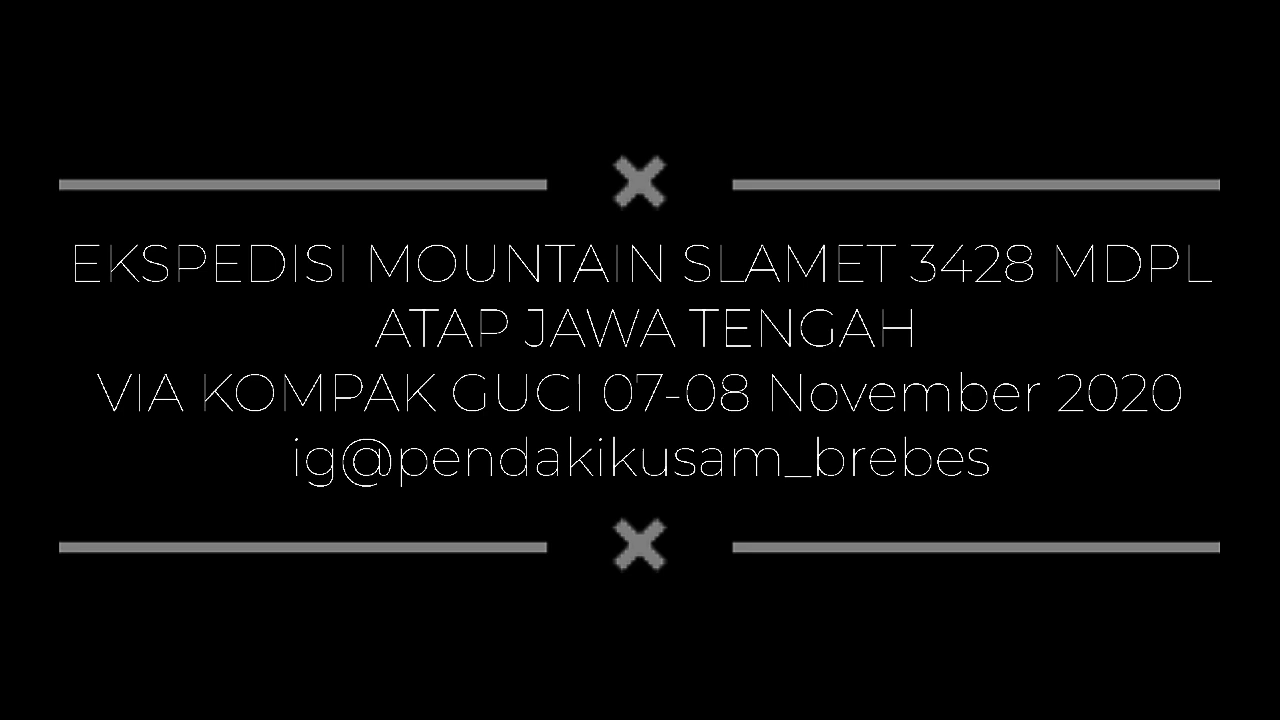 EKSPEDISI MOUNTAIN SLAMET 3428 MDPL
ATAP JAWA TENGAH
VIA KOMPAK GUCI 07-08 November 2020
ig@pendakikusam_brebes